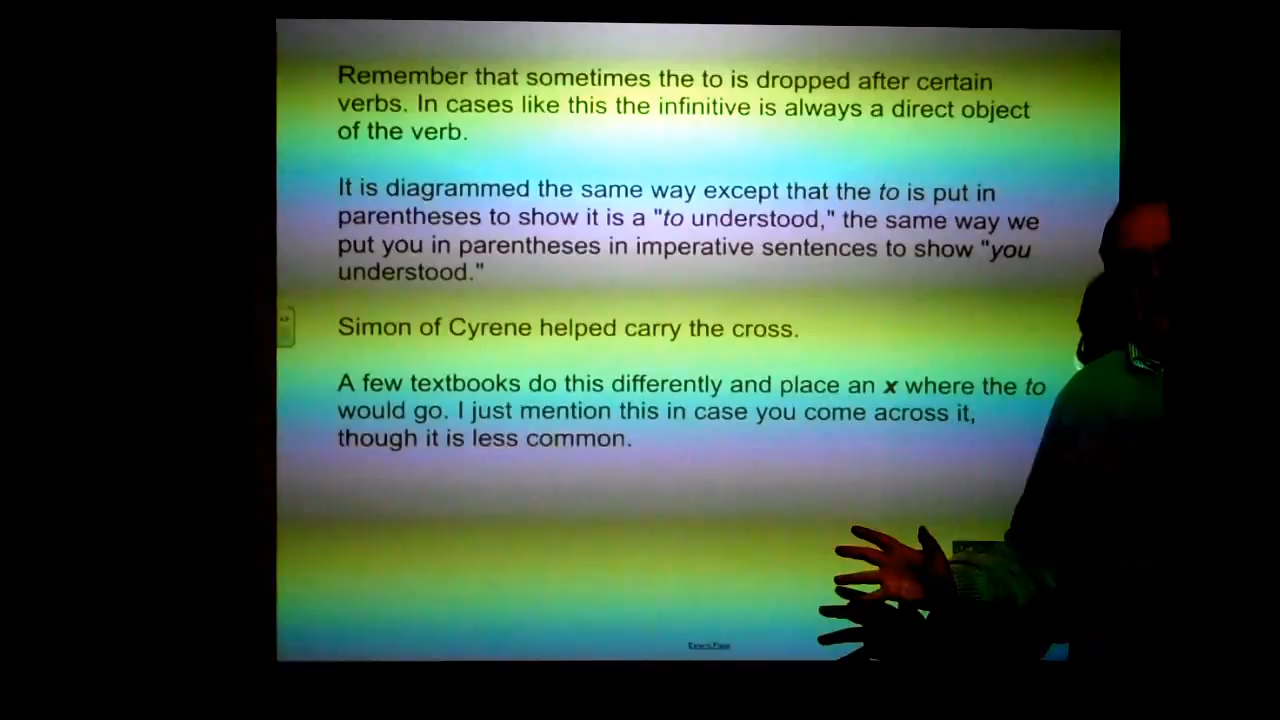 Remember that sometimes the to is dropped after certain
verbs. In cases like this the infinitive is always a direct object
of the verb.
It is diagrammed the same way except that the to is put in
parentheses to show it is a "to understood," the same way we
put you in parentheses in imperative sentences to show "you
understood."
Simon of Cyrene helped carry the cross.
A few textbooks do this differently and place an x where the to
would go. I just mention this in case you come across it,
though it is less common.